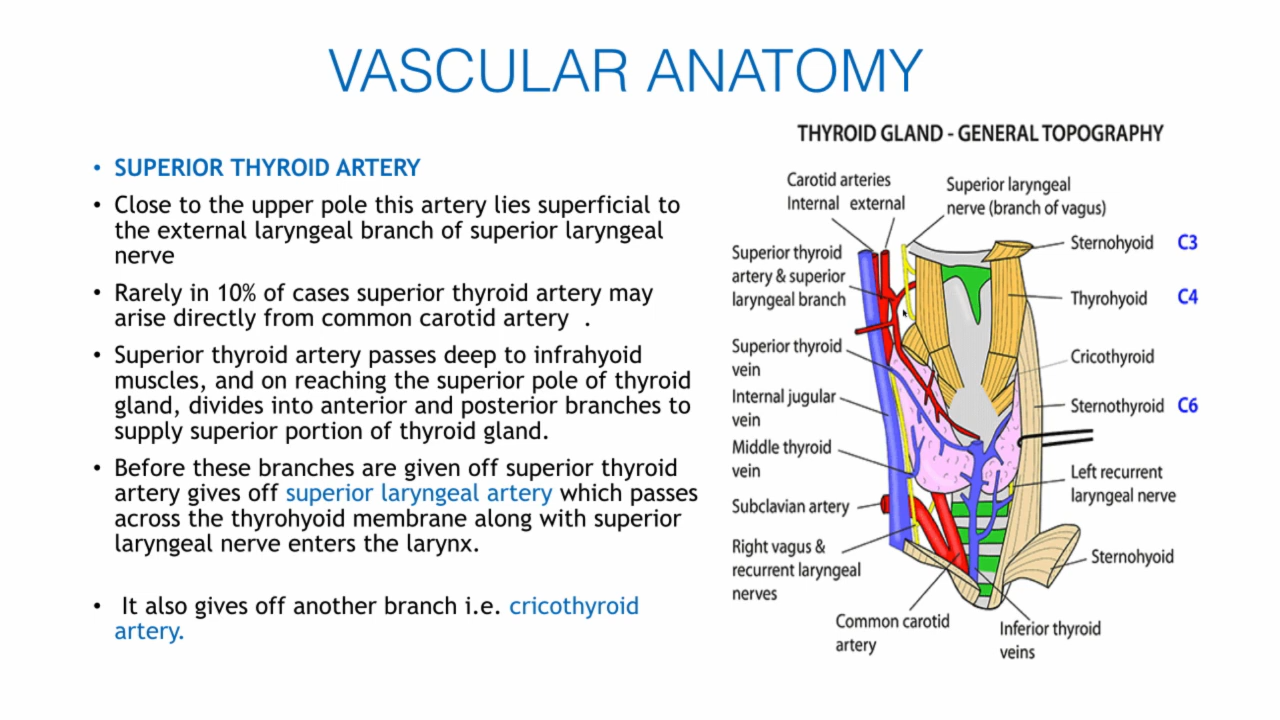 VASCULAR ANATOMY
• SUPERIOR THYROID ARTERY
• Close to the upper pole this artery lies superficial to
the external laryngeal branch of superior laryngeal
nerve
• Rarely in 10% of cases superior thyroid artery may
arise directly from common carotid artery .
• Superior thyroid artery passes deep to infrahyoid
muscles, and on reaching the superior pole of thyroid
gland, divides into anterior and posterior branches to
supply superior portion of thyroid gland.
• Before these branches are given off superior thyroid
artery gives off superior laryngeal artery which passes
across the thyrohyoid membrane along with superior
laryngeal nerve enters the larynx.
• It also gives off another branch i.e. cricothyroid
artery.
THYROID GLAND - GENERAL TOPOGRAPHY
Carotid arteries
Internal external
Superior laryngeal
nerve (branch of vagus)
Superior thyroid
artery & superior
laryngeal branch
Superior thyroid
vein
Internal jugular
vein
Middle thyroid
vein
Subclavian artery
Right vagus &
recurrent laryngeal
nerves
Common carotid
artery
Inferior thyroid
veins
Sternohyoid C3
Thyrohyoid C4
Cricothyroid
Sternothyroid C6
Left recurrent
laryngeal nerve
Sternohyoid